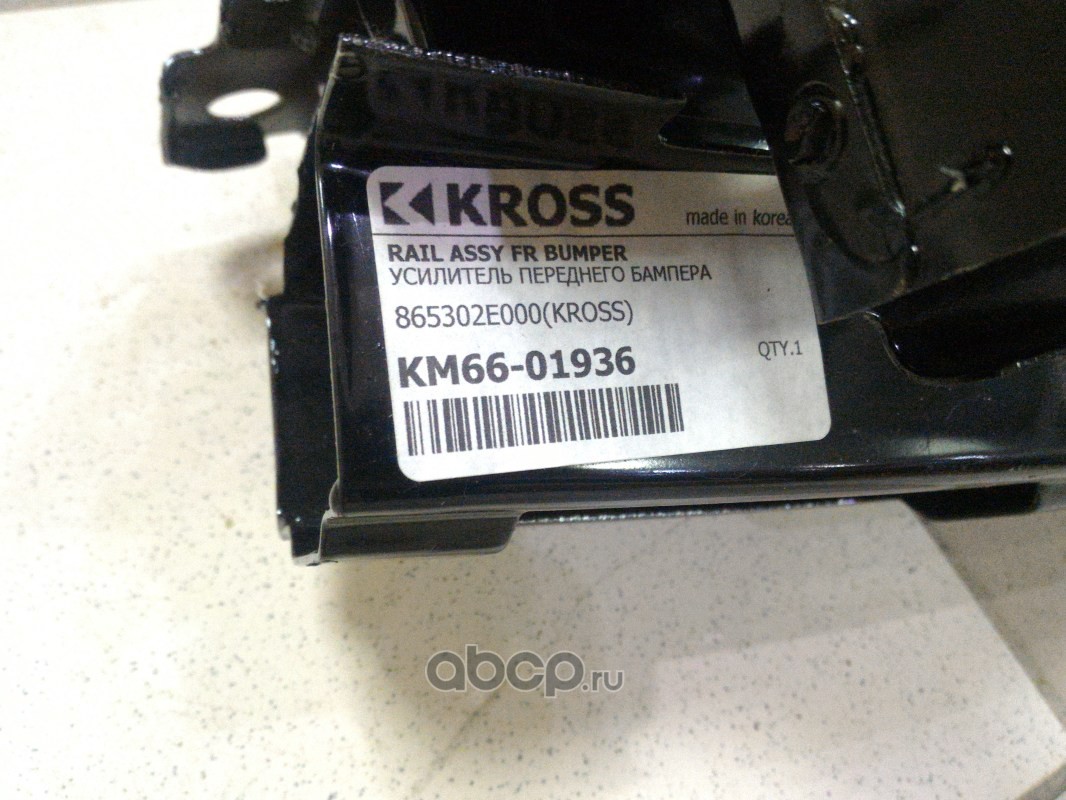 KROSS
made in korea
RAIL ASSY FR BUMPER
УСИЛИТЕЛЬ ПЕРЕДНЕГО БАМПЕРА
865302E000(KROSS)
KM66-01936
QTY.1
abcp.ru